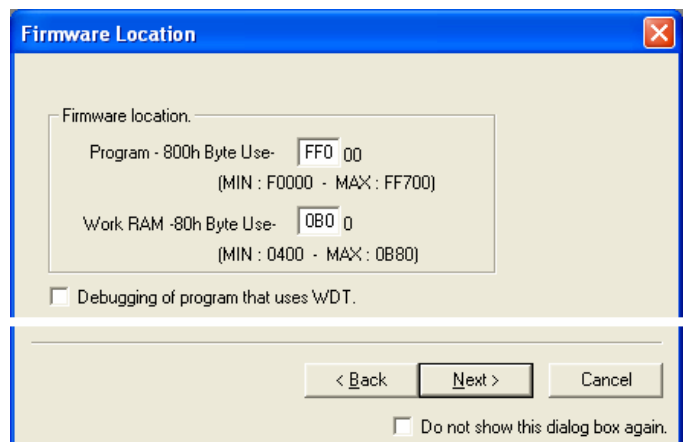 Firmware Location
Firmware location.
Program - 800h Byte Use- FF0 00
(MIN : F0000 - MAX : FF700)
Work RAM -80h Byte Use- 0B0 0
(MIN : 0400 - MAX : 0B80)
Debugging of program that uses WDT.
< Back Next > Cancel
Do not show this dialog box again.